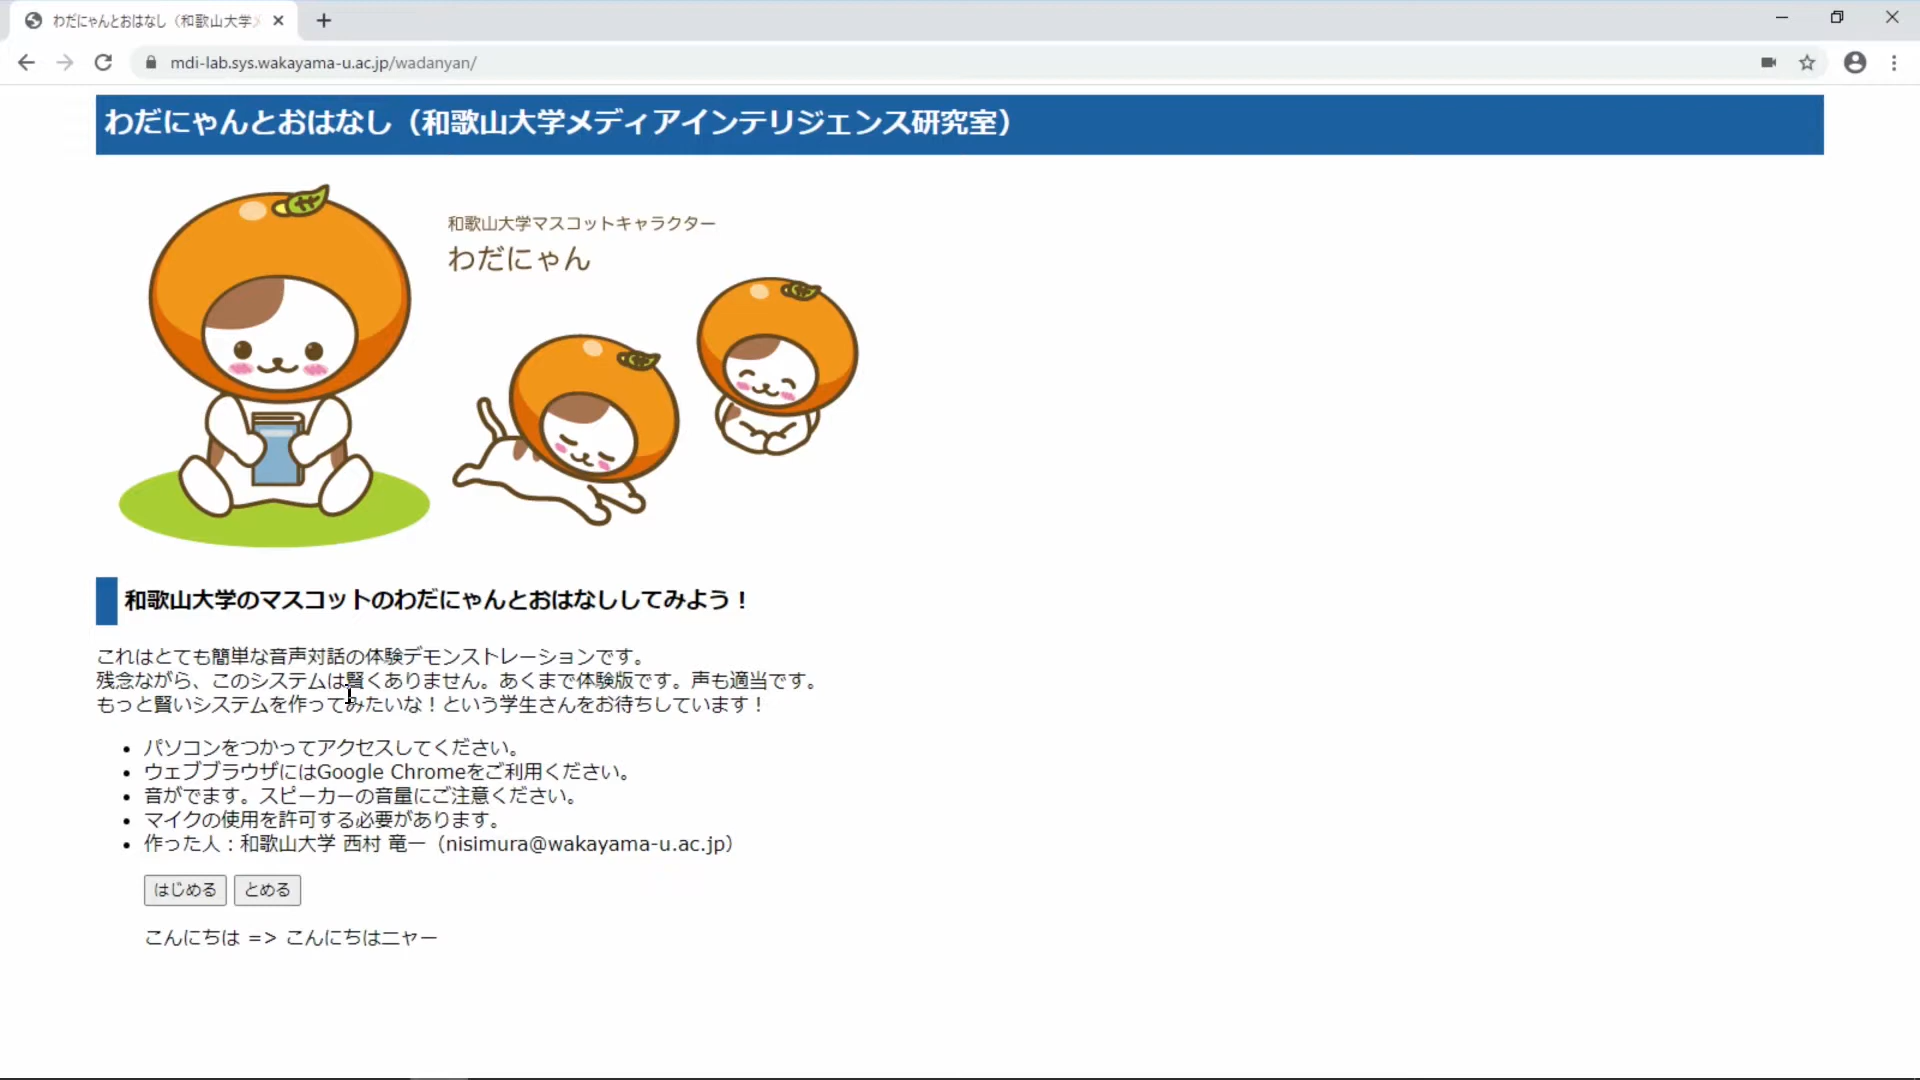 わだにゃんとおはなし（和歌山大学
mdi-lab.sys.wakayama-u.ac.jp/wadanyan/
わだにゃんとおはなし（和歌山大学メディアインテリジェンス研究室）
和歌山大学マスコットキャラクター
わだにゃん
和歌山大学のマスコットのわだにゃんとおはなししてみよう！
これはとても簡単な音声対話の体験デモンストレーションです。
残念ながら、このシステムは賢くありません。あくまで体験版です。声も適当です。
もっと賢いシステムを作ってみたいな！という学生さんをお待ちしています！
• パソコンをつかってアクセスしてください。
• ウェブブラウザにはGoogle Chromeをご利用ください。
• 音がでます。スピーカーの音量にご注意ください。
• マイクの使用を許可する必要があります。
• 作った人：和歌山大学 西村 竜一（nisimura@wakayama-u.ac.jp）
はじめる とめる
こんにちは => こんにちはニャー